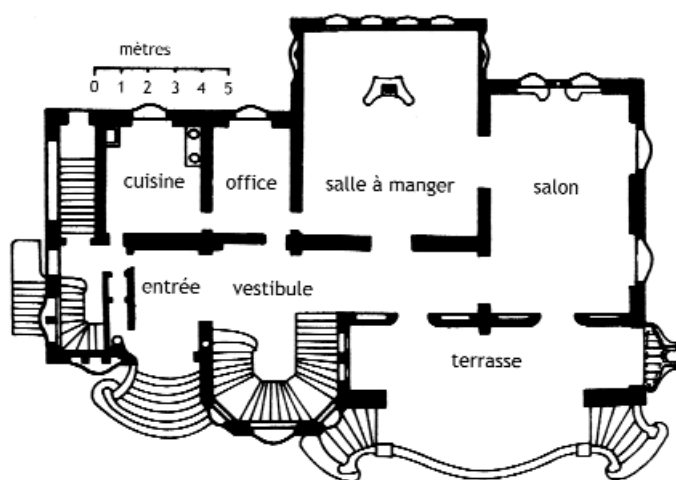 mètres
0 1 2 3 4 5
cuisine
office
salle à manger
salon
entrée
vestibule
terrasse